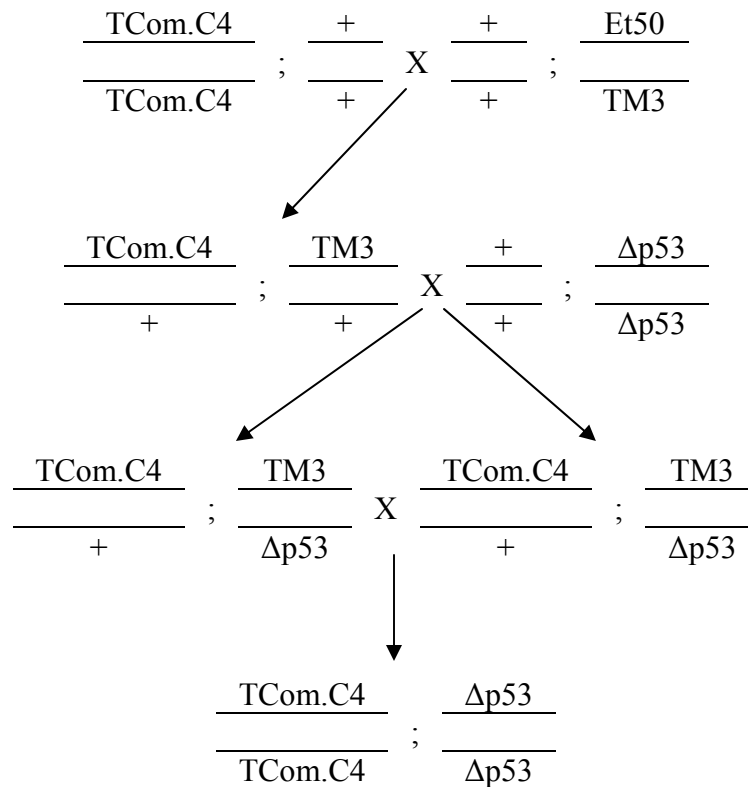 TCom.C4 + + Et50
; X ;
TCom.C4 + + TM3
TCom.C4 TM3 + Δp53
; X ;
+ + + Δp53
TCom.C4 TM3 TCom.C4 TM3
; X ;
+ Δp53 + Δp53
TCom.C4 Δp53
;
TCom.C4 Δp53